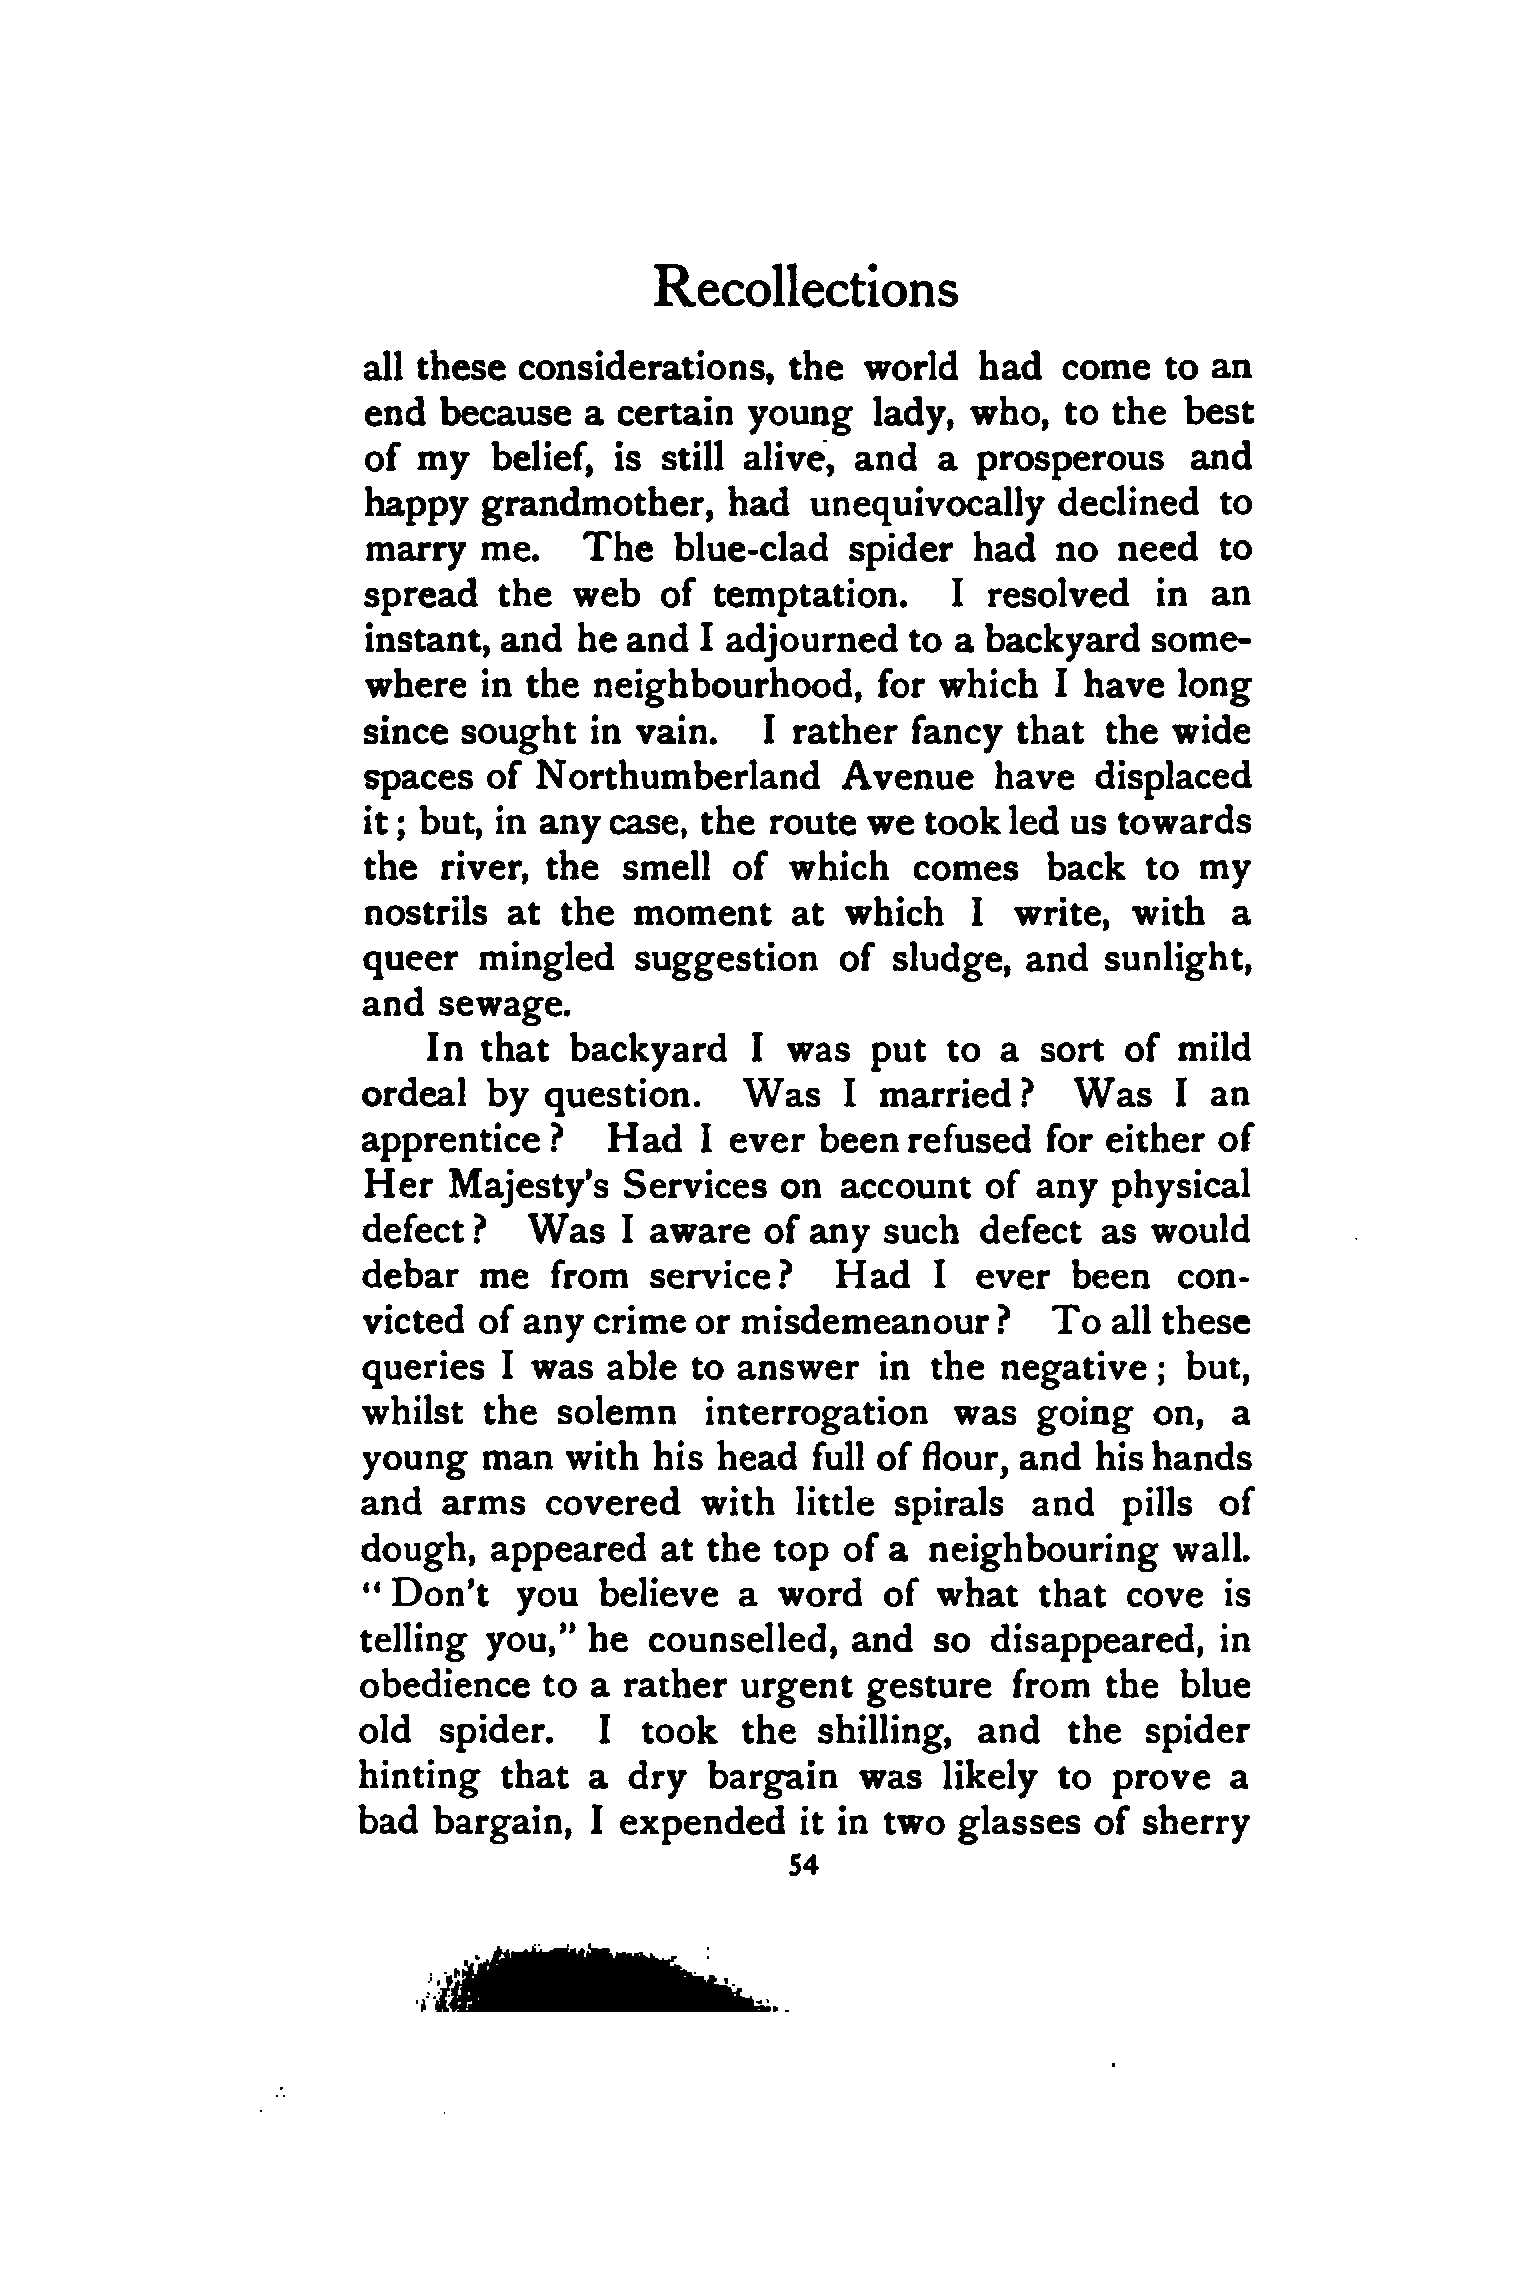 Recollections
all these considerations, the world had come to an
end because a certain young lady, who, to the best
of my belief, is still alive, and a prosperous and
happy grandmother, had unequivocally declined to
marry me. The blue-clad spider had no need to
spread the web of temptation. I resolved in an
instant, and he and I adjourned to a backyard some-
where in the neighbourhood, for which I have long
since sought in vain. I rather fancy that the wide
spaces of Northumberland Avenue have displaced
it; but, in any case, the route we took led us towards
the river, the smell of which comes back to my
nostrils at the moment at which I write, with a
queer mingled suggestion of sludge, and sunlight,
and sewage.
In that backyard I was put to a sort of mild
ordeal by question. Was I married? Was I an
apprentice? Had I ever been refused for either of
Her Majesty's Services on account of any physical
defect? Was I aware of any such defect as would
debar me from service? Had I ever been con-
victed of any crime or misdemeanour? To all these
queries I was able to answer in the negative; but,
whilst the solemn interrogation was going on, a
young man with his head full of flour, and his hands
and arms covered with little spirals and pills of
dough, appeared at the top of a neighbouring wall.
"Don't you believe a word of what that cove is
telling you," he counselled, and so disappeared, in
obedience to a rather urgent gesture from the blue
old spider. I took the shilling, and the spider
hinting that a dry bargain was likely to prove a
bad bargain, I expended it in two glasses of sherry
54